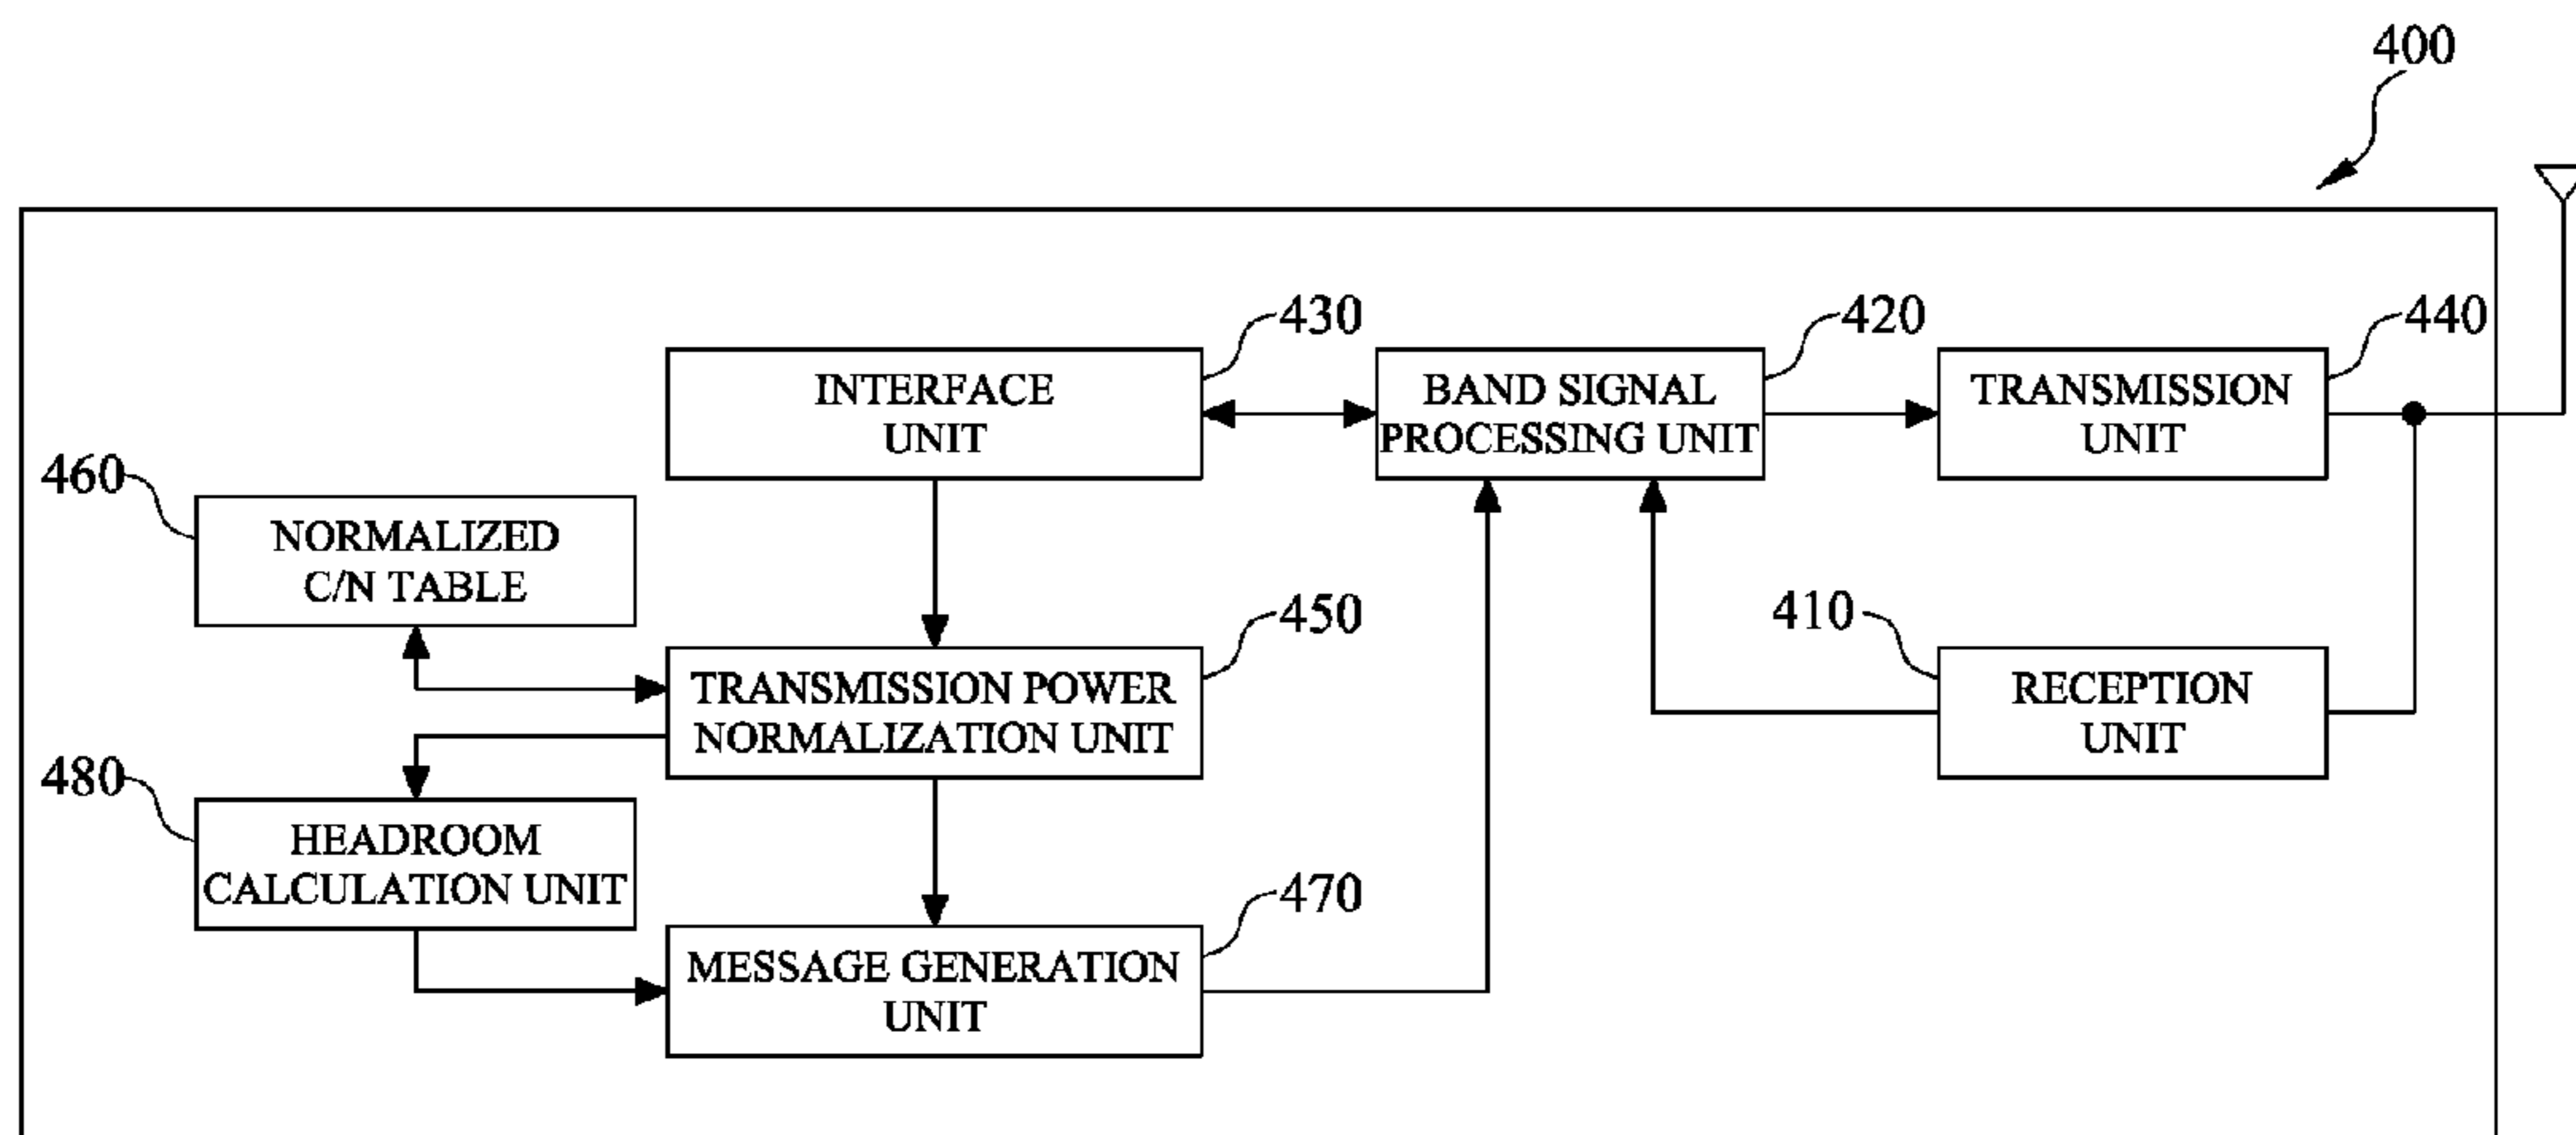 400
430
420
440
INTERFACE
UNIT
BAND SIGNAL
PROCESSING UNIT
TRANSMISSION
UNIT
460
NORMALIZED
C/N TABLE
450
410
TRANSMISSION POWER
NORMALIZATION UNIT
RECEPTION
UNIT
480
HEADROOM
CALCULATION UNIT
470
MESSAGE GENERATION
UNIT